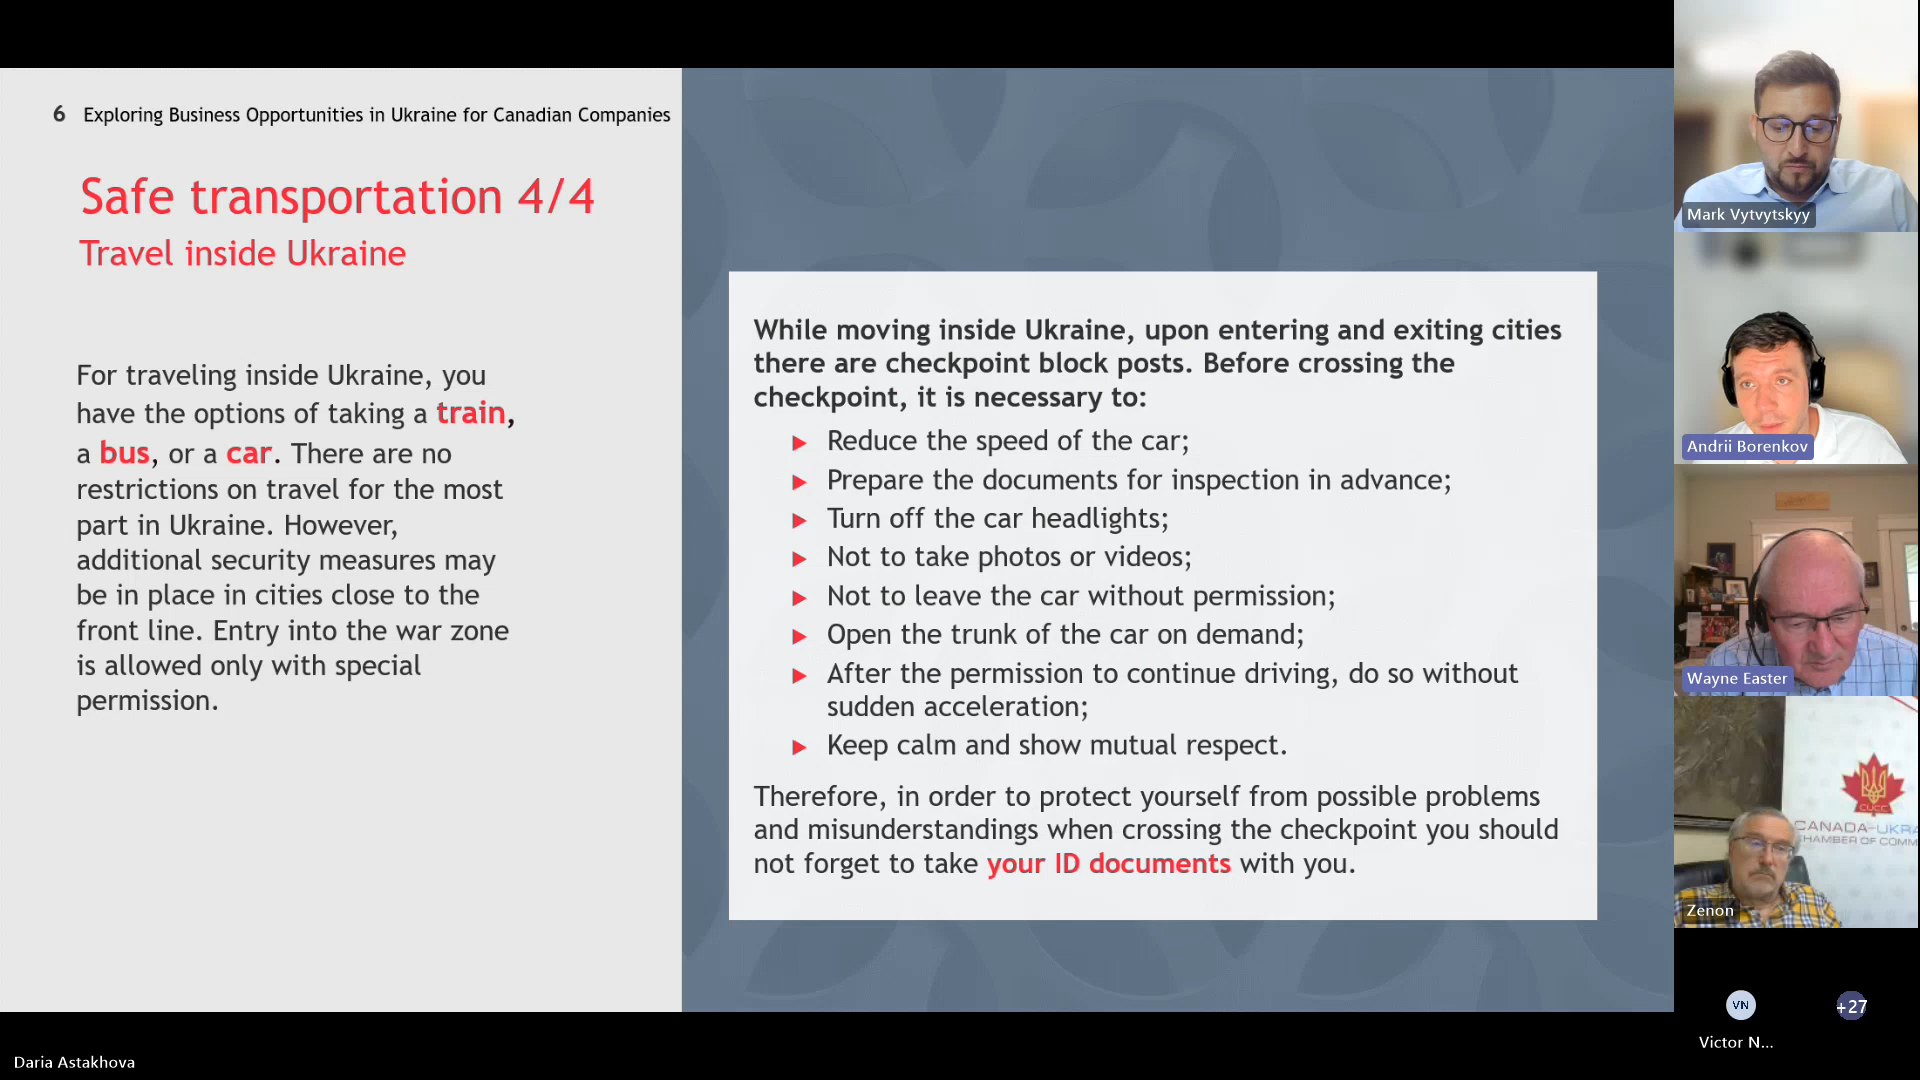 6 Exploring Business Opportunities in Ukraine for Canadian Companies
Safe transportation 4/4
Travel inside Ukraine
For traveling inside Ukraine, you
have the options of taking a train,
a bus, or a car. There are no
restrictions on travel for the most
part in Ukraine. However,
additional security measures may
be in place in cities close to the
front line. Entry into the war zone
is allowed only with special
permission.
While moving inside Ukraine, upon entering and exiting cities
there are checkpoint block posts. Before crossing the
checkpoint, it is necessary to:
Reduce the speed of the car;
Prepare the documents for inspection in advance;
Turn off the car headlights;
Not to take photos or videos;
Not to leave the car without permission;
Open the trunk of the car on demand;
After the permission to continue driving, do so without
sudden acceleration;
Keep calm and show mutual respect.
Therefore, in order to protect yourself from possible problems
and misunderstandings when crossing the checkpoint you should
not forget to take your ID documents with you.
Mark Vytvytskyy
Andrii Borenkov
Wayne Easter
CUCC
CANADA-UKRA
CHAMBER OF COMM
Zenon
VN
+27
Victor N...
Daria Astakhova